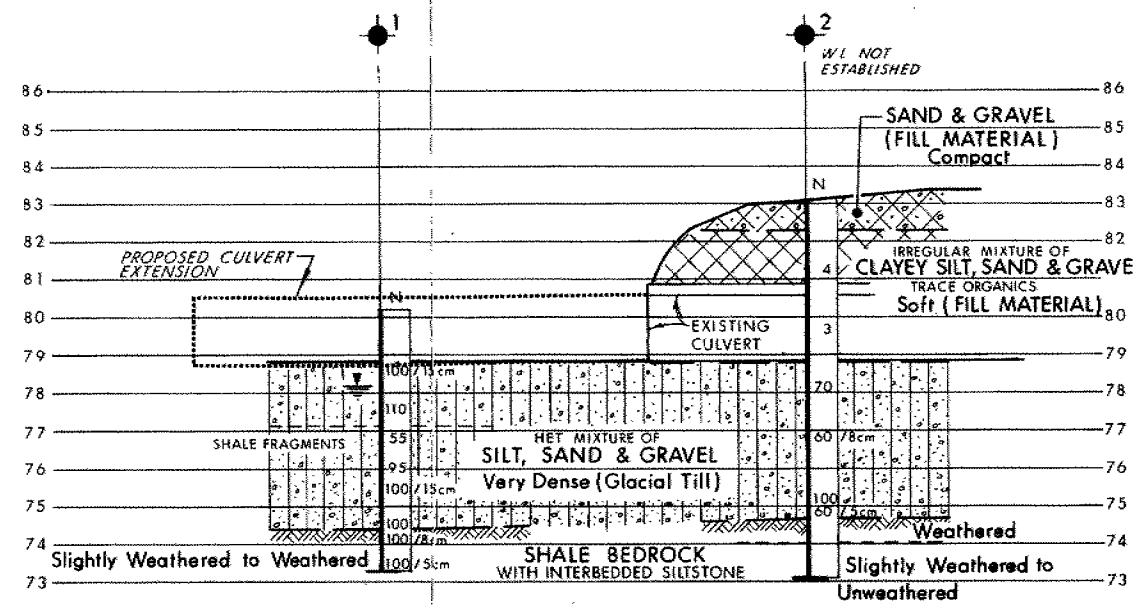 1
2
W L NOT
ESTABLISHED
86
86
SAND & GRAVEL
(FILL MATERIAL)
Compact
85
85
84
84
N
83
83
82
82
PROPOSED CULVERT
EXTENSION
IRREGULAR MIXTURE OF
4
CLAYEY SILT, SAND & GRAVE
81
TRACE ORGANICS
Soft (FILL MATERIAL)
N
80
80
EXISTING
CULVERT
3
79
79
100/13cm
78
78
70
110
77
77
SHALE FRAGMENTS
55
HET MIXTURE OF
SILT, SAND & GRAVEL
60 /8cm
76
76
95
Very Dense (Glacial Till)
100/15cm
75
75
100
60 /5cm
100
100/8cm
Weathered
74
74
Slightly Weathered to Weathered
100/5cm
SHALE BEDROCK
WITH INTERBEDDED SILTSTONE
Slightly Weathered to
Unweathered
73
73